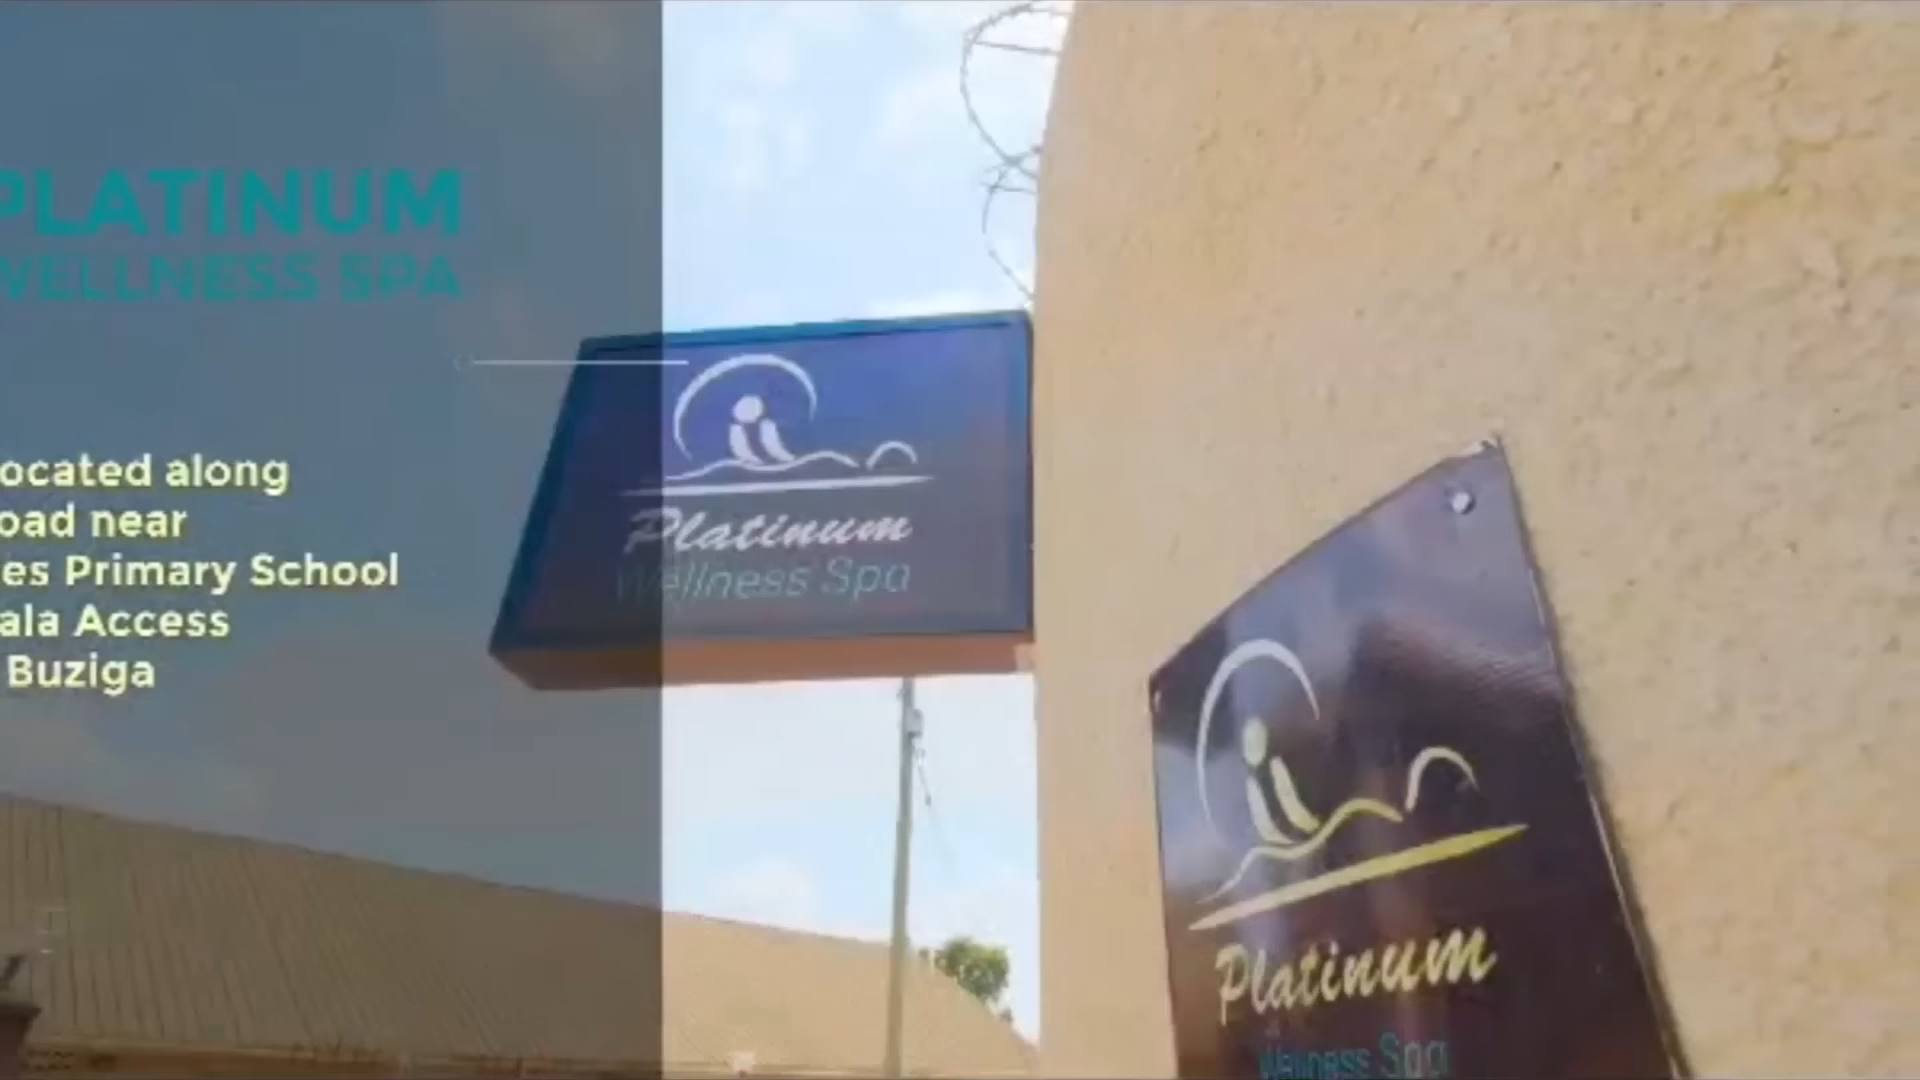 PLATINUM
WELLNESS SPA
ocated along
oad near
es Primary School
ala Access
Buziga
Platinum
Wellness Spa
Platinum
Wellness Spa